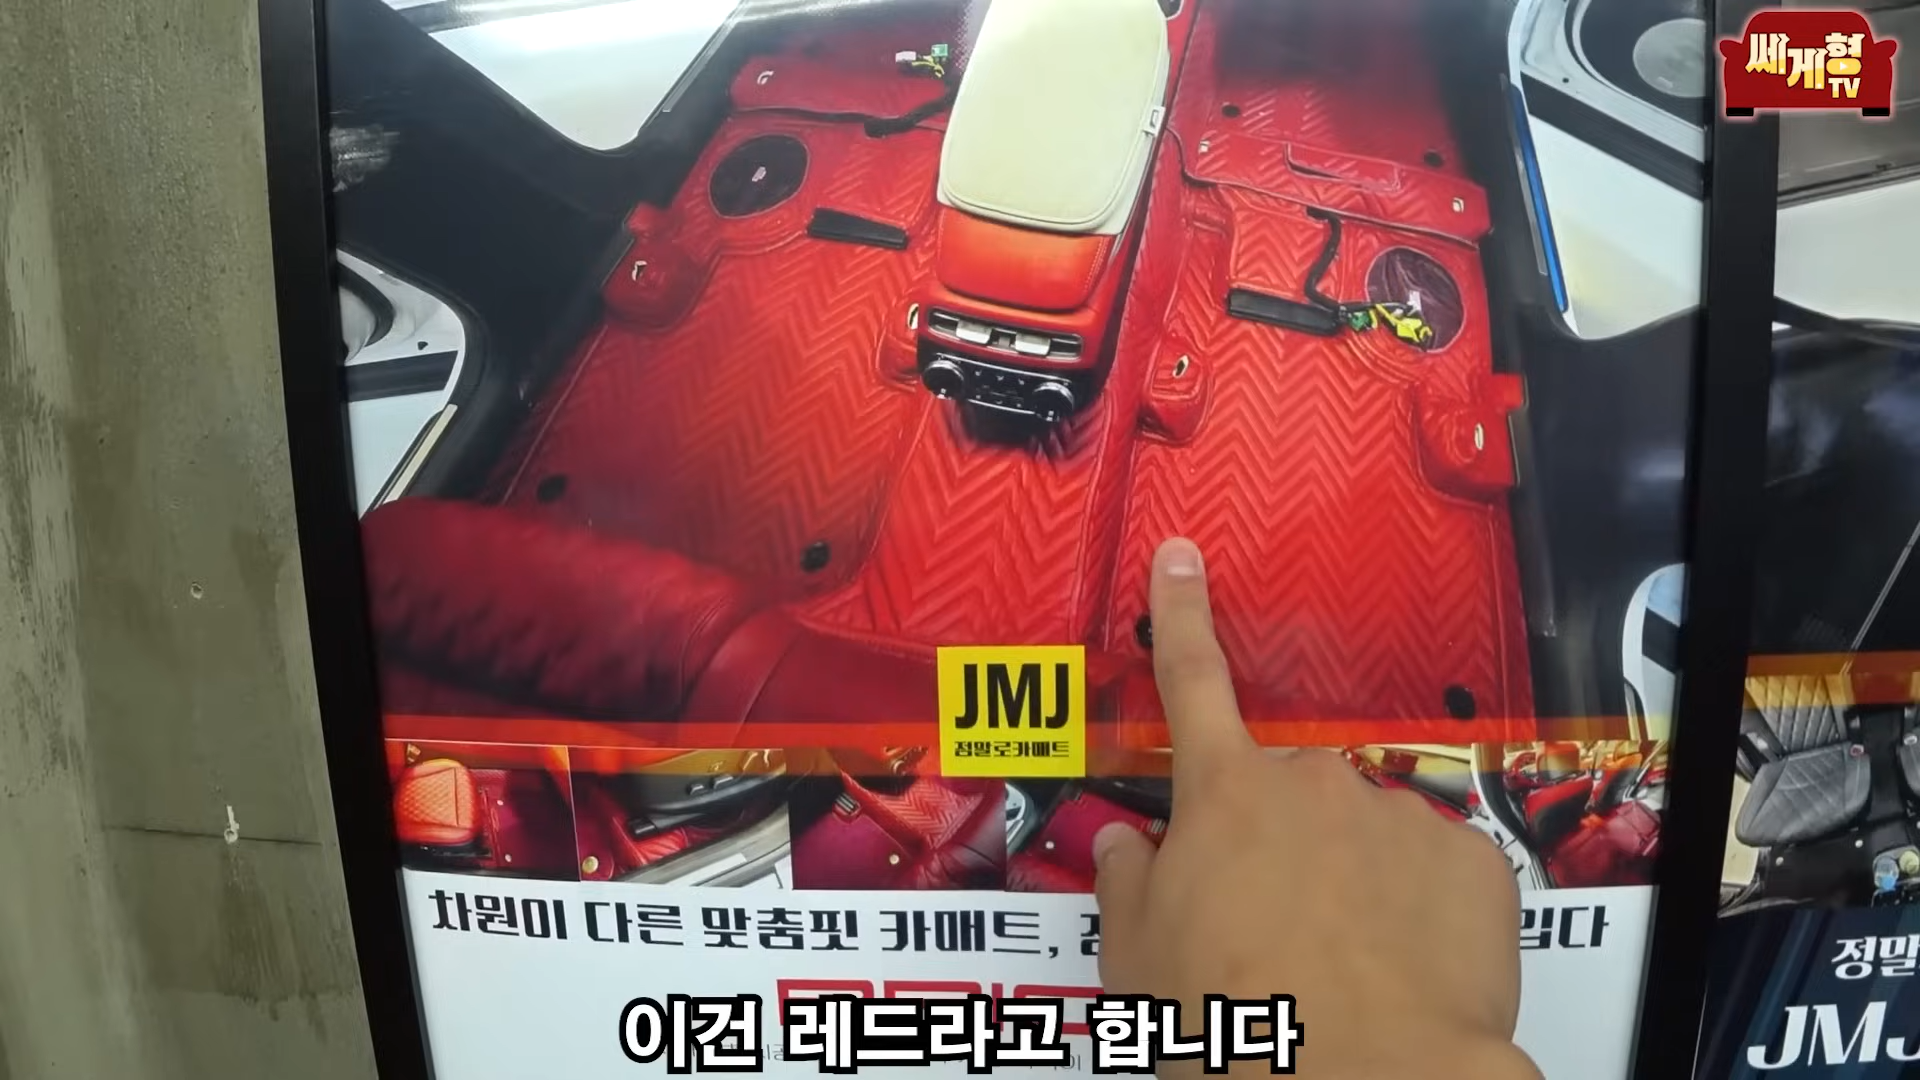 쎄게형
TV
JMJ
정말로카매트
차원이 다른 맞춤핏 카매트,
입다
정말
JMJ
이건 레드라고 합니다